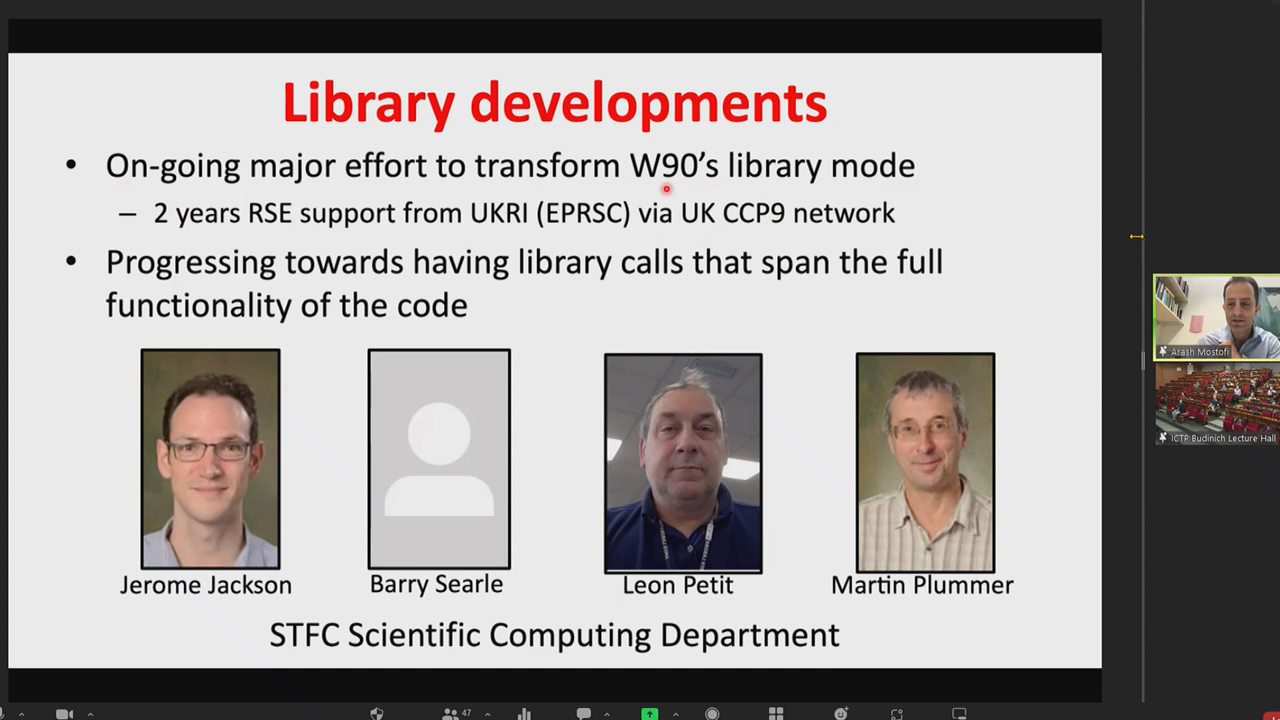 Library developments
• On-going major effort to transform W90's library mode
– 2 years RSE support from UKRI (EPRSC) via UK CCP9 network
• Progressing towards having library calls that span the full
functionality of the code
Jerome Jackson
Barry Searle
Leon Petit
Martin Plummer
STFC Scientific Computing Department
Arash Mostofi
ICTP Budinich Lecture Hall
47